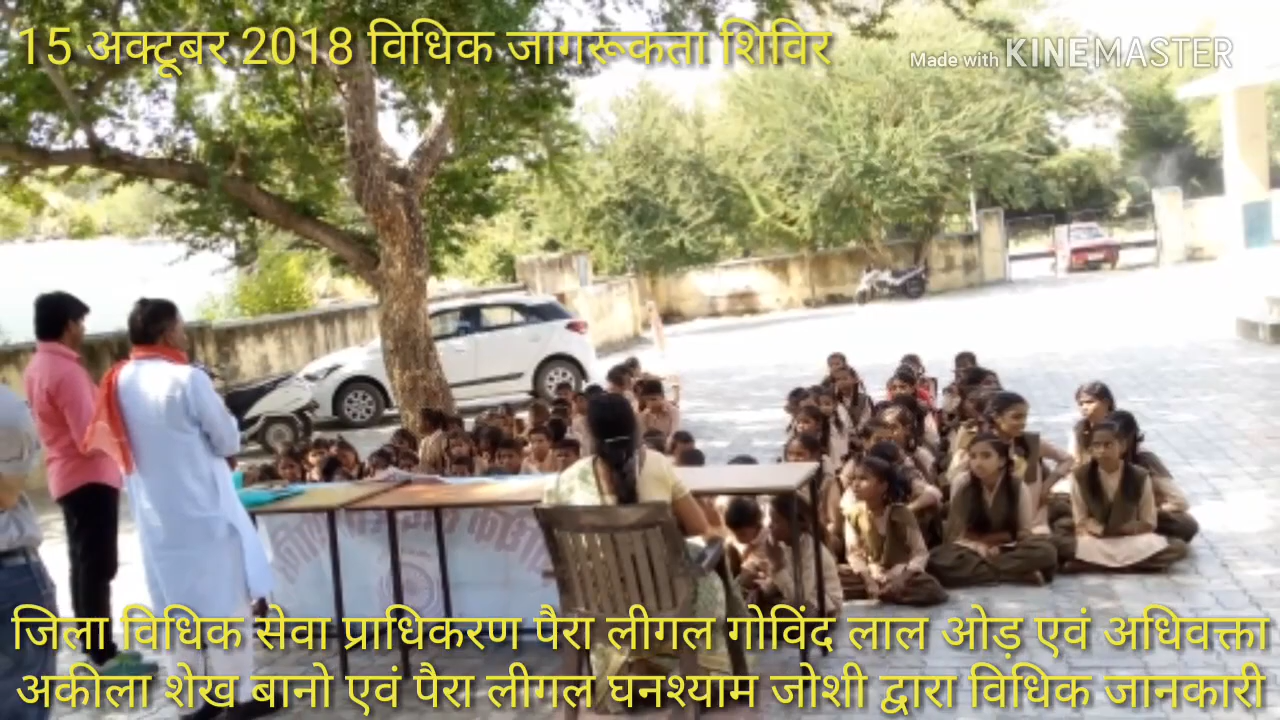 15 अक्टूबर 2018 विधिक जागरूकता शिविर
Made with KINEMASTER
जिला विधिक सेवा प्राधिकरण पैरा लीगल गोविंद लाल ओड़ एवं अधिवक्ता
अकीला शेख बानो एवं पैरा लीगल घनश्याम जोशी द्वारा विधिक जानकारी